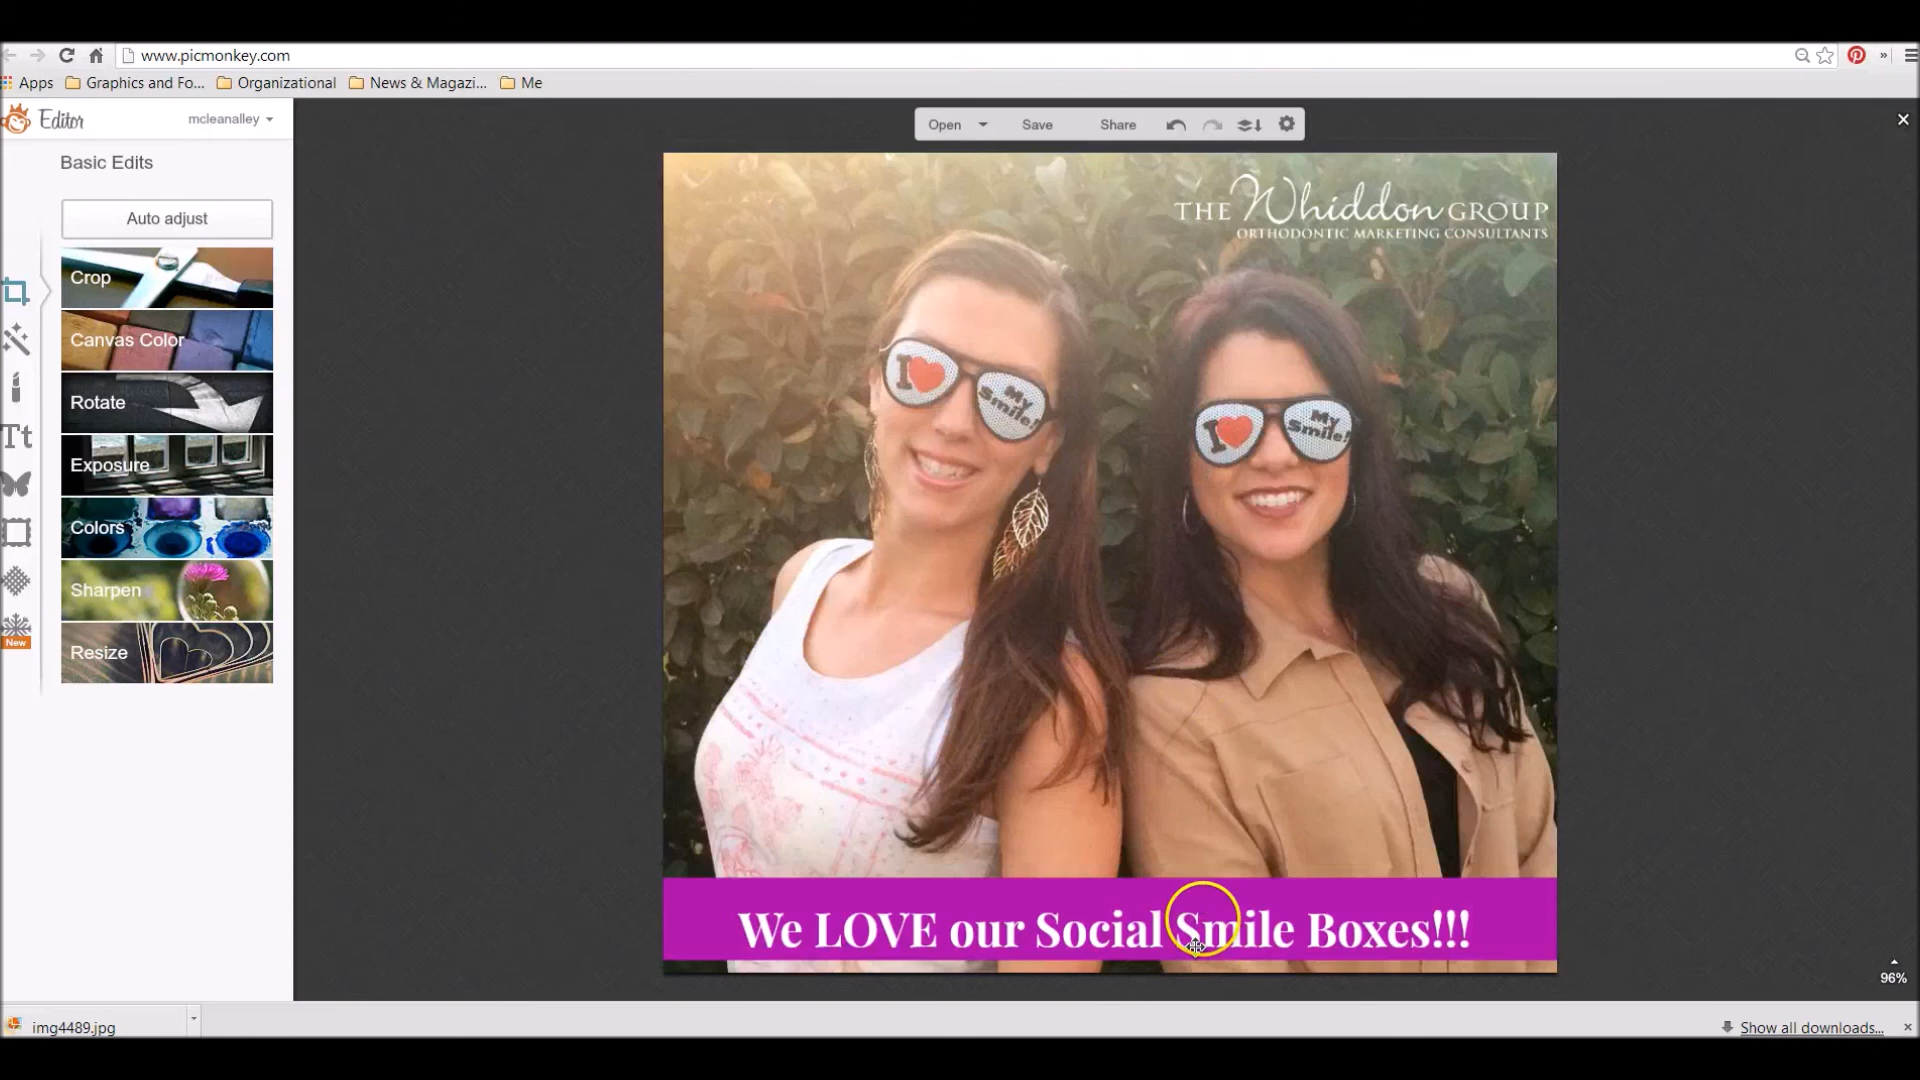 www.picmonkey.com
Apps Graphics and Fo... Organizational News & Magazi... Me
Editor mcleanalley
Open Save Share
Basic Edits
Auto adjust
Crop
Canvas Color
Rotate
Exposure
Tt
Colors
Sharpen
New
Resize
THE Whiddon GROUP
ORTHODONTIC MARKETING CONSULTANTS
I My Smile!
I My Smile!
We LOVE our Social Smile Boxes!!!
96%
img4489.jpg Show all downloads...